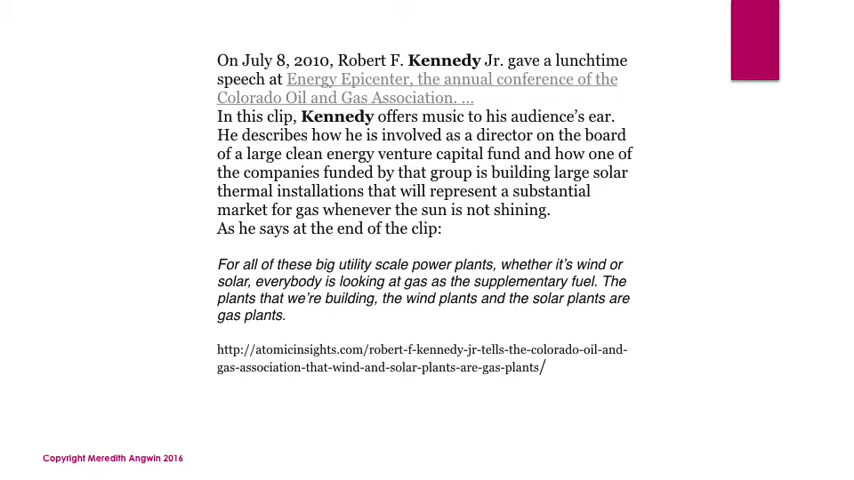 On July 8, 2010, Robert F. Kennedy Jr. gave a lunchtime
speech at Energy Epicenter, the annual conference of the
Colorado Oil and Gas Association. ...
In this clip, Kennedy offers music to his audience’s ear.
He describes how he is involved as a director on the board
of a large clean energy venture capital fund and how one of
the companies funded by that group is building large solar
thermal installations that will represent a substantial
market for gas whenever the sun is not shining.
As he says at the end of the clip:
For all of these big utility scale power plants, whether it’s wind or
solar, everybody is looking at gas as the supplementary fuel. The
plants that we’re building, the wind plants and the solar plants are
gas plants.
http://atomicinsights.com/robert-f-kennedy-jr-tells-the-colorado-oil-and-
gas-association-that-wind-and-solar-plants-are-gas-plants/
Copyright Meredith Angwin 2016